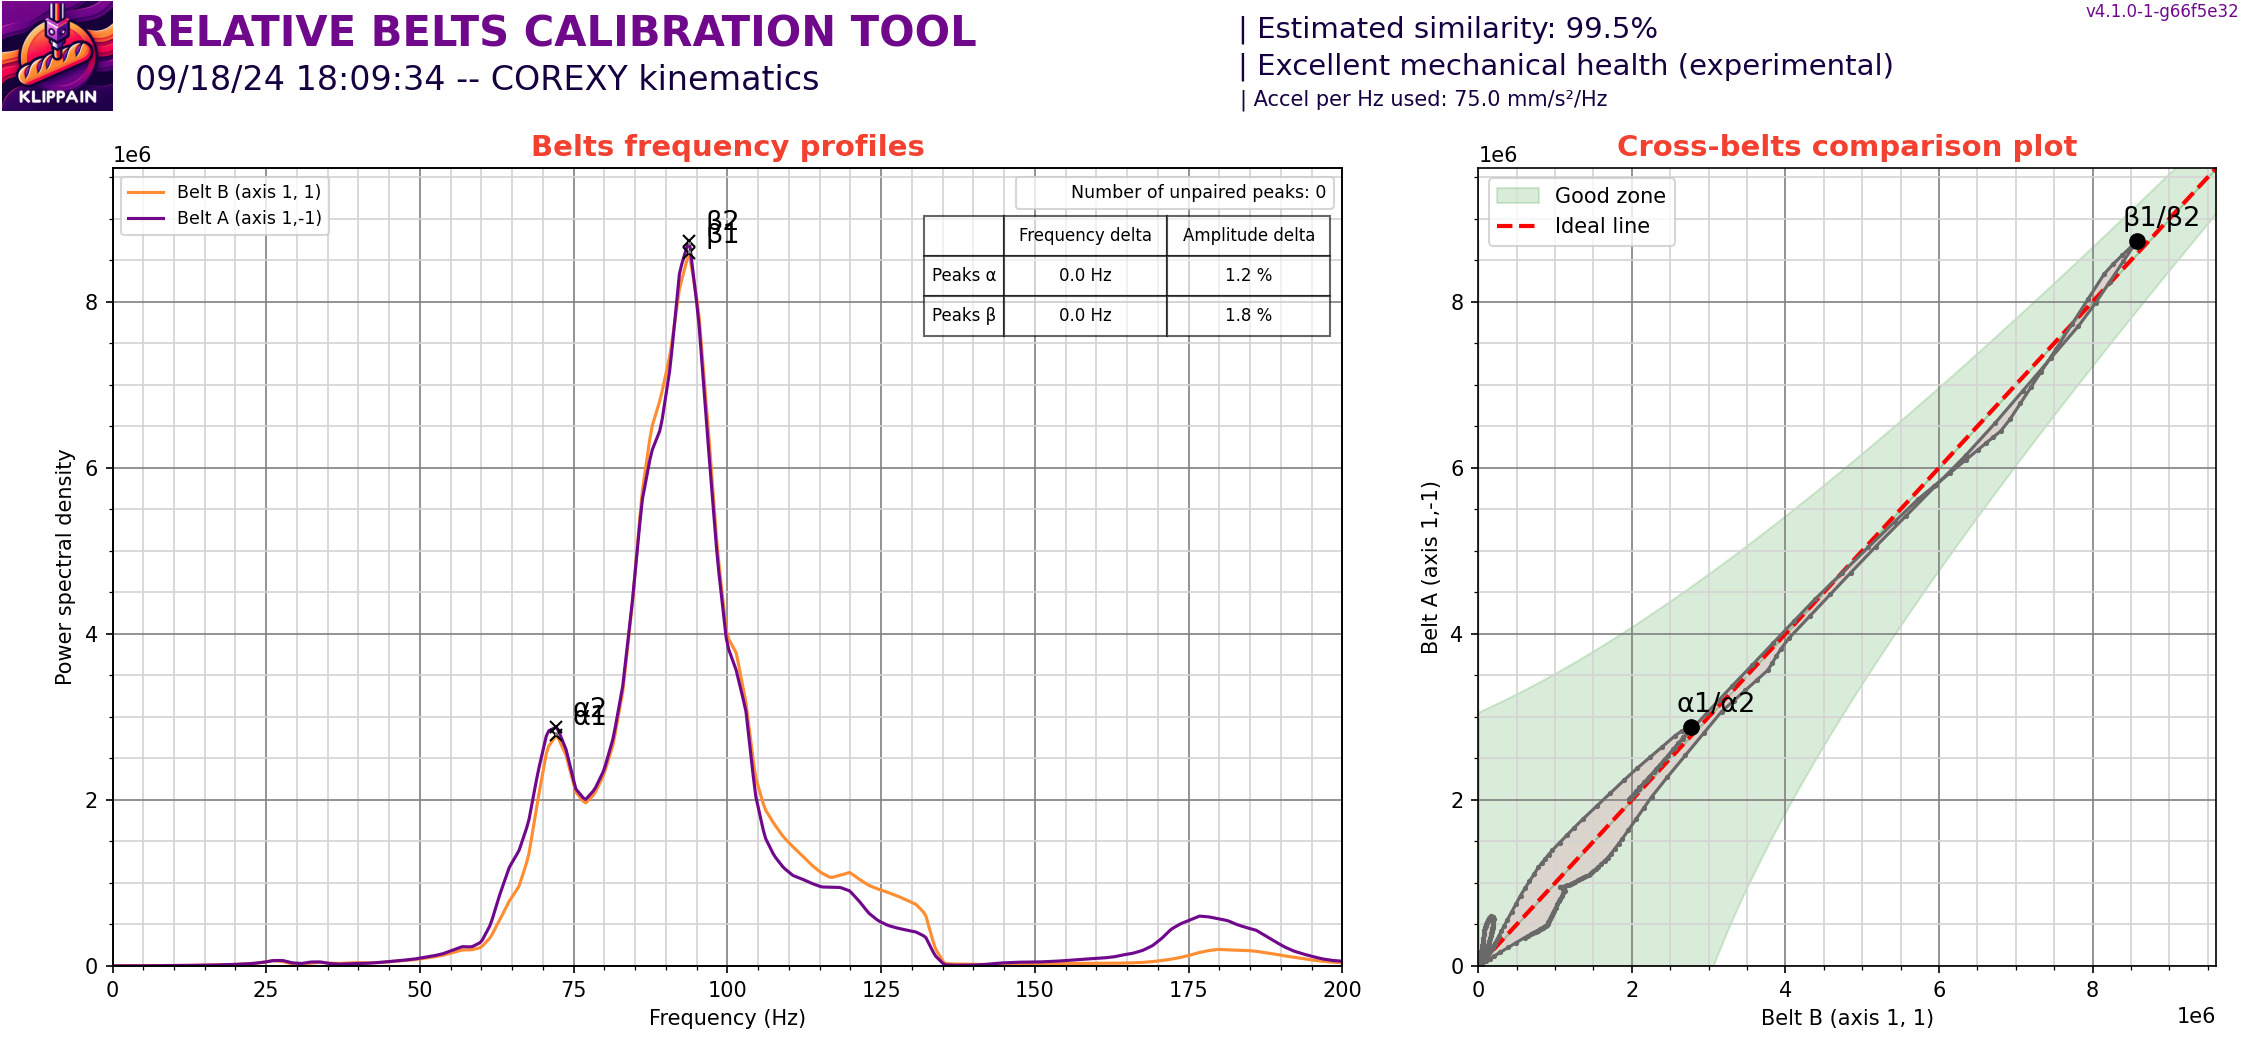 KLIPPAIN
RELATIVE BELTS CALIBRATION TOOL
09/18/24 18:09:34 -- COREXY kinematics
| Estimated similarity: 99.5%
| Excellent mechanical health (experimental)
| Accel per Hz used: 75.0 mm/s²/Hz
v4.1.0-1-g66f5e32
Belts frequency profiles
1e6
Belt B (axis 1, 1)
Belt A (axis 1,-1)
Number of unpaired peaks: 0
Frequency delta Amplitude delta
Peaks α 0.0 Hz 1.2 %
Peaks β 0.0 Hz 1.8 %
β2
β1
α2
α1
Power spectral density
8
6
4
2
0
0 25 50 75 100 125 150 175 200
Frequency (Hz)
Cross-belts comparison plot
1e6
Good zone
Ideal line
β1/β2
α1/α2
Belt A (axis 1,-1)
8
6
4
2
0
0 2 4 6 8
1e6
Belt B (axis 1, 1)